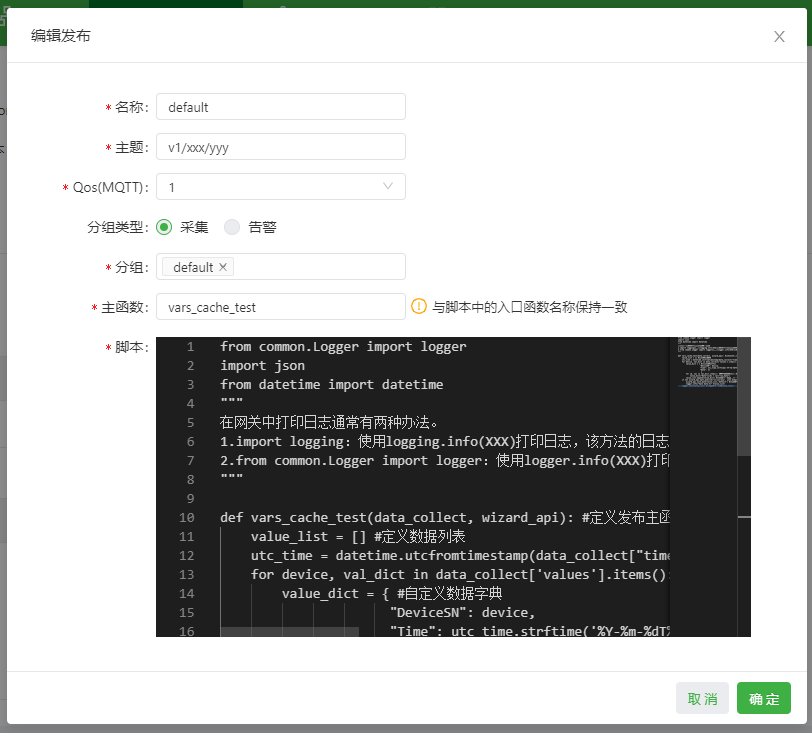 编辑发布
* 名称: default
* 主题: v1/xxx/yyy
* Qos(MQTT): 1
分组类型: 采集 告警
* 分组: default ×
* 主函数: vars_cache_test 与脚本中的入口函数名称保持一致
* 脚本:
1 from common.Logger import logger
2 import json
3 from datetime import datetime
4 """
5 在网关中打印日志通常有两种办法。
6 1.import logging：使用logging.info(XXX)打印日志，该方法的日志
7 2.from common.Logger import logger：使用logger.info(XXX)打印
8 """
9
10 def vars_cache_test(data_collect, wizard_api): #定义发布主函
11 value_list = [] #定义数据列表
12 utc_time = datetime.utcfromtimestamp(data_collect["time
13 for device, val_dict in data_collect['values'].items():
14 value_dict = { #自定义数据字典
15 "DeviceSN": device,
16 "Time": utc_time.strftime('%Y-%m-%dT%
取消 确定